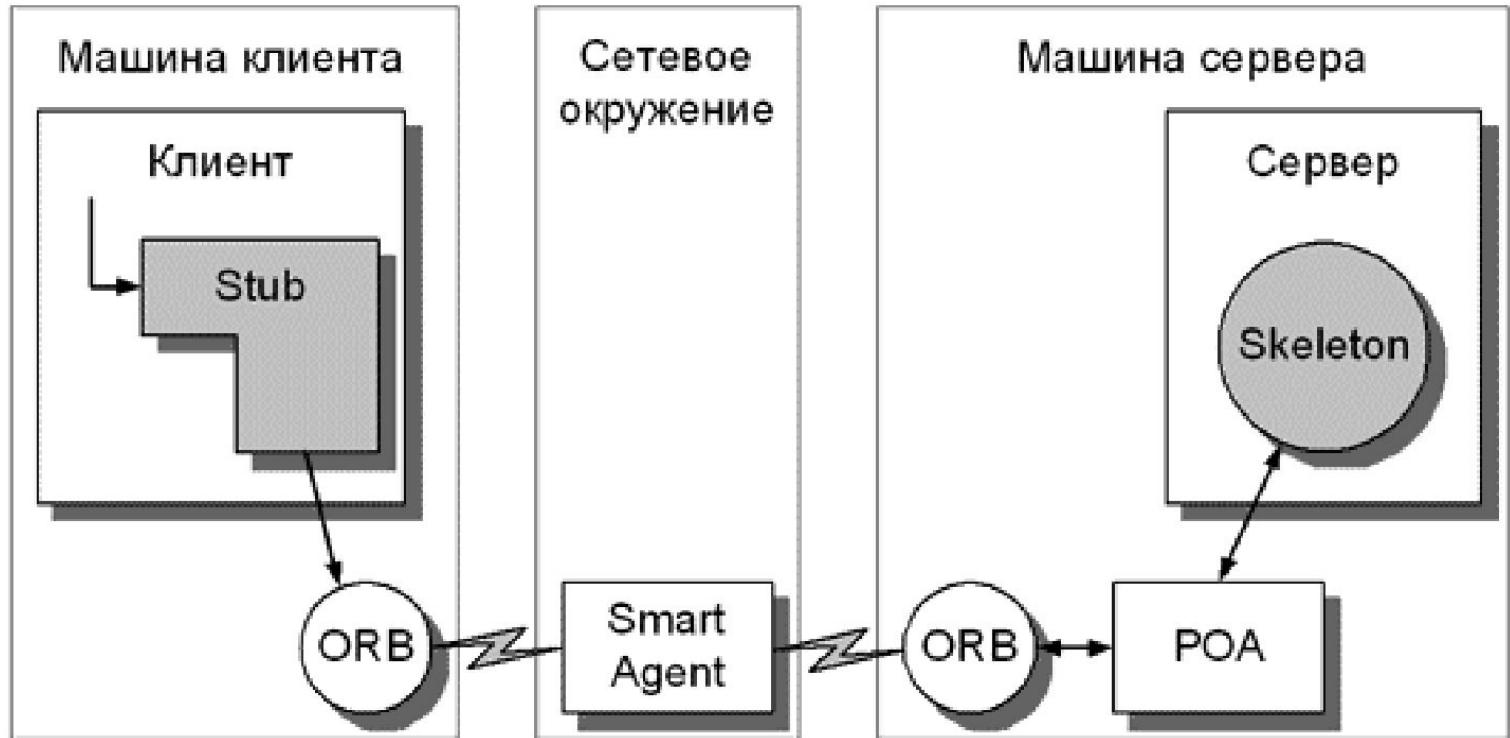 Машина клиента
Клиент
Stub
ORB
Сетевое
окружение
Smart
Agent
Машина сервера
Сервер
Skeleton
ORB
POA